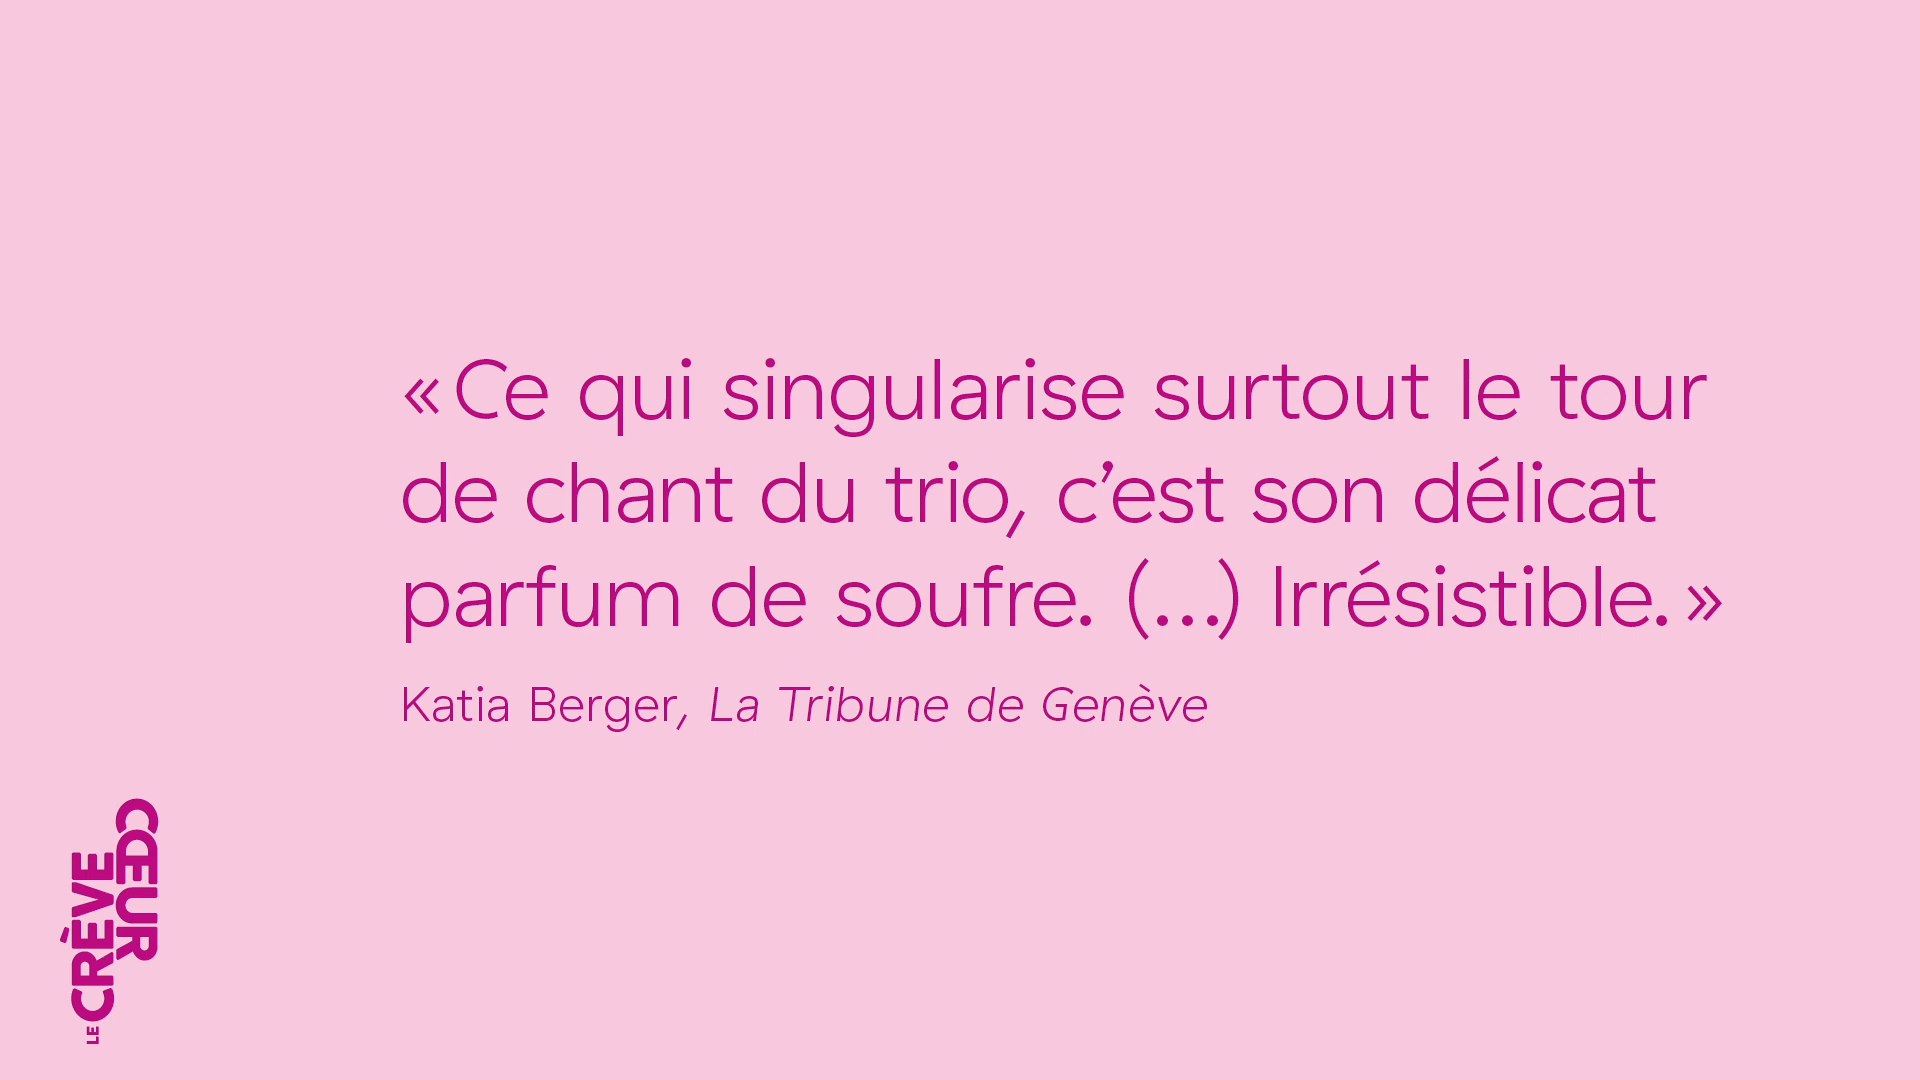 « Ce qui singularise surtout le tour
de chant du trio, c’est son délicat
parfum de soufre. (...) Irrésistible. »
Katia Berger, La Tribune de Genève
LE CRÈVE
CŒUR